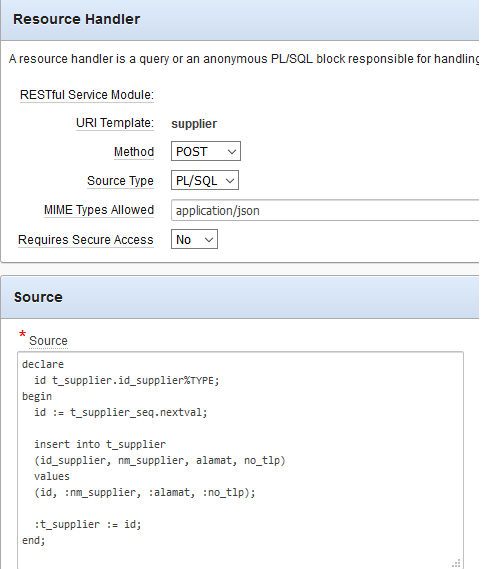 Resource Handler
A resource handler is a query or an anonymous PL/SQL block responsible for handling
RESTful Service Module:
URI Template: supplier
Method POST
Source Type PL/SQL
MIME Types Allowed application/json
Requires Secure Access No
Source
* Source
declare
  id t_supplier.id_supplier%TYPE;
begin
  id := t_supplier_seq.nextval;

  insert into t_supplier
  (id_supplier, nm_supplier, alamat, no_tlp)
  values
  (id, :nm_supplier, :alamat, :no_tlp);

  :t_supplier := id;
end;